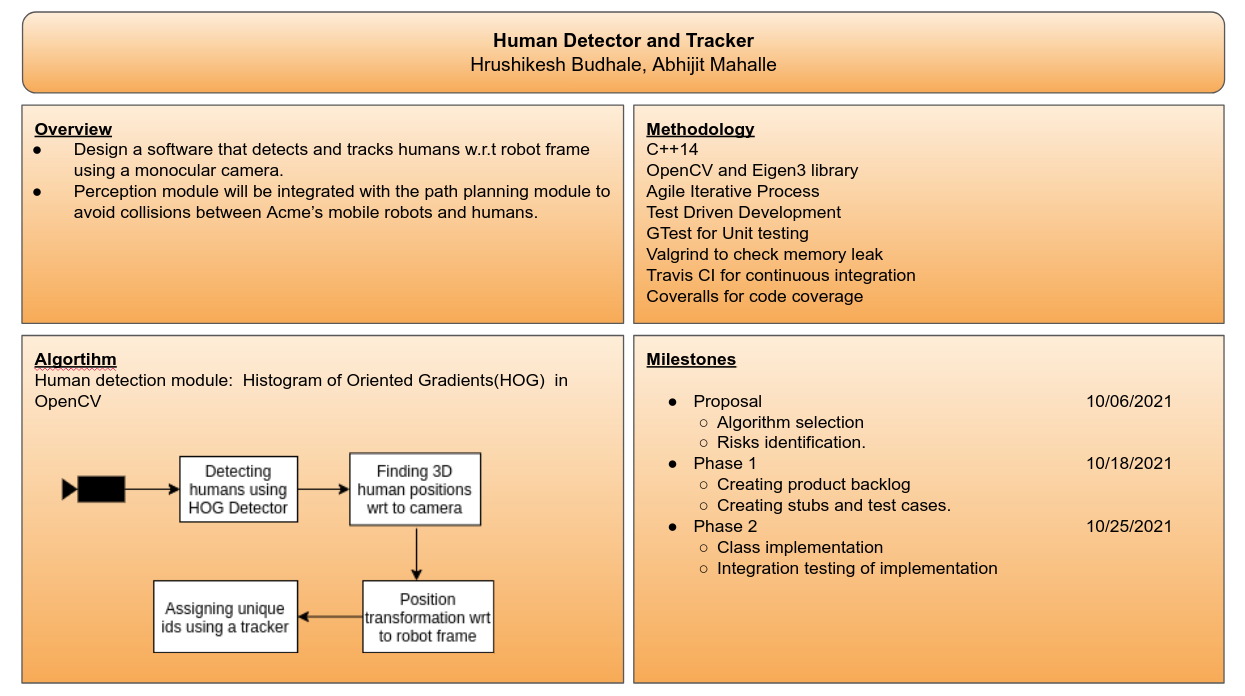 Human Detector and Tracker
Hrushikesh Budhale, Abhijit Mahalle
Overview
● Design a software that detects and tracks humans w.r.t robot frame
using a monocular camera.
● Perception module will be integrated with the path planning module to
avoid collisions between Acme’s mobile robots and humans.
Methodology
C++14
OpenCV and Eigen3 library
Agile Iterative Process
Test Driven Development
GTest for Unit testing
Valgrind to check memory leak
Travis CI for continuous integration
Coveralls for code coverage
Algortihm
Human detection module:  Histogram of Oriented Gradients(HOG)  in
OpenCV
Detecting
humans using
HOG Detector
Finding 3D
human positions
wrt to camera
Position
transformation wrt
to robot frame
Assigning unique
ids using a tracker
Milestones
● Proposal 10/06/2021
○ Algorithm selection
○ Risks identification.
● Phase 1 10/18/2021
○ Creating product backlog
○ Creating stubs and test cases.
● Phase 2 10/25/2021
○ Class implementation
○ Integration testing of implementation